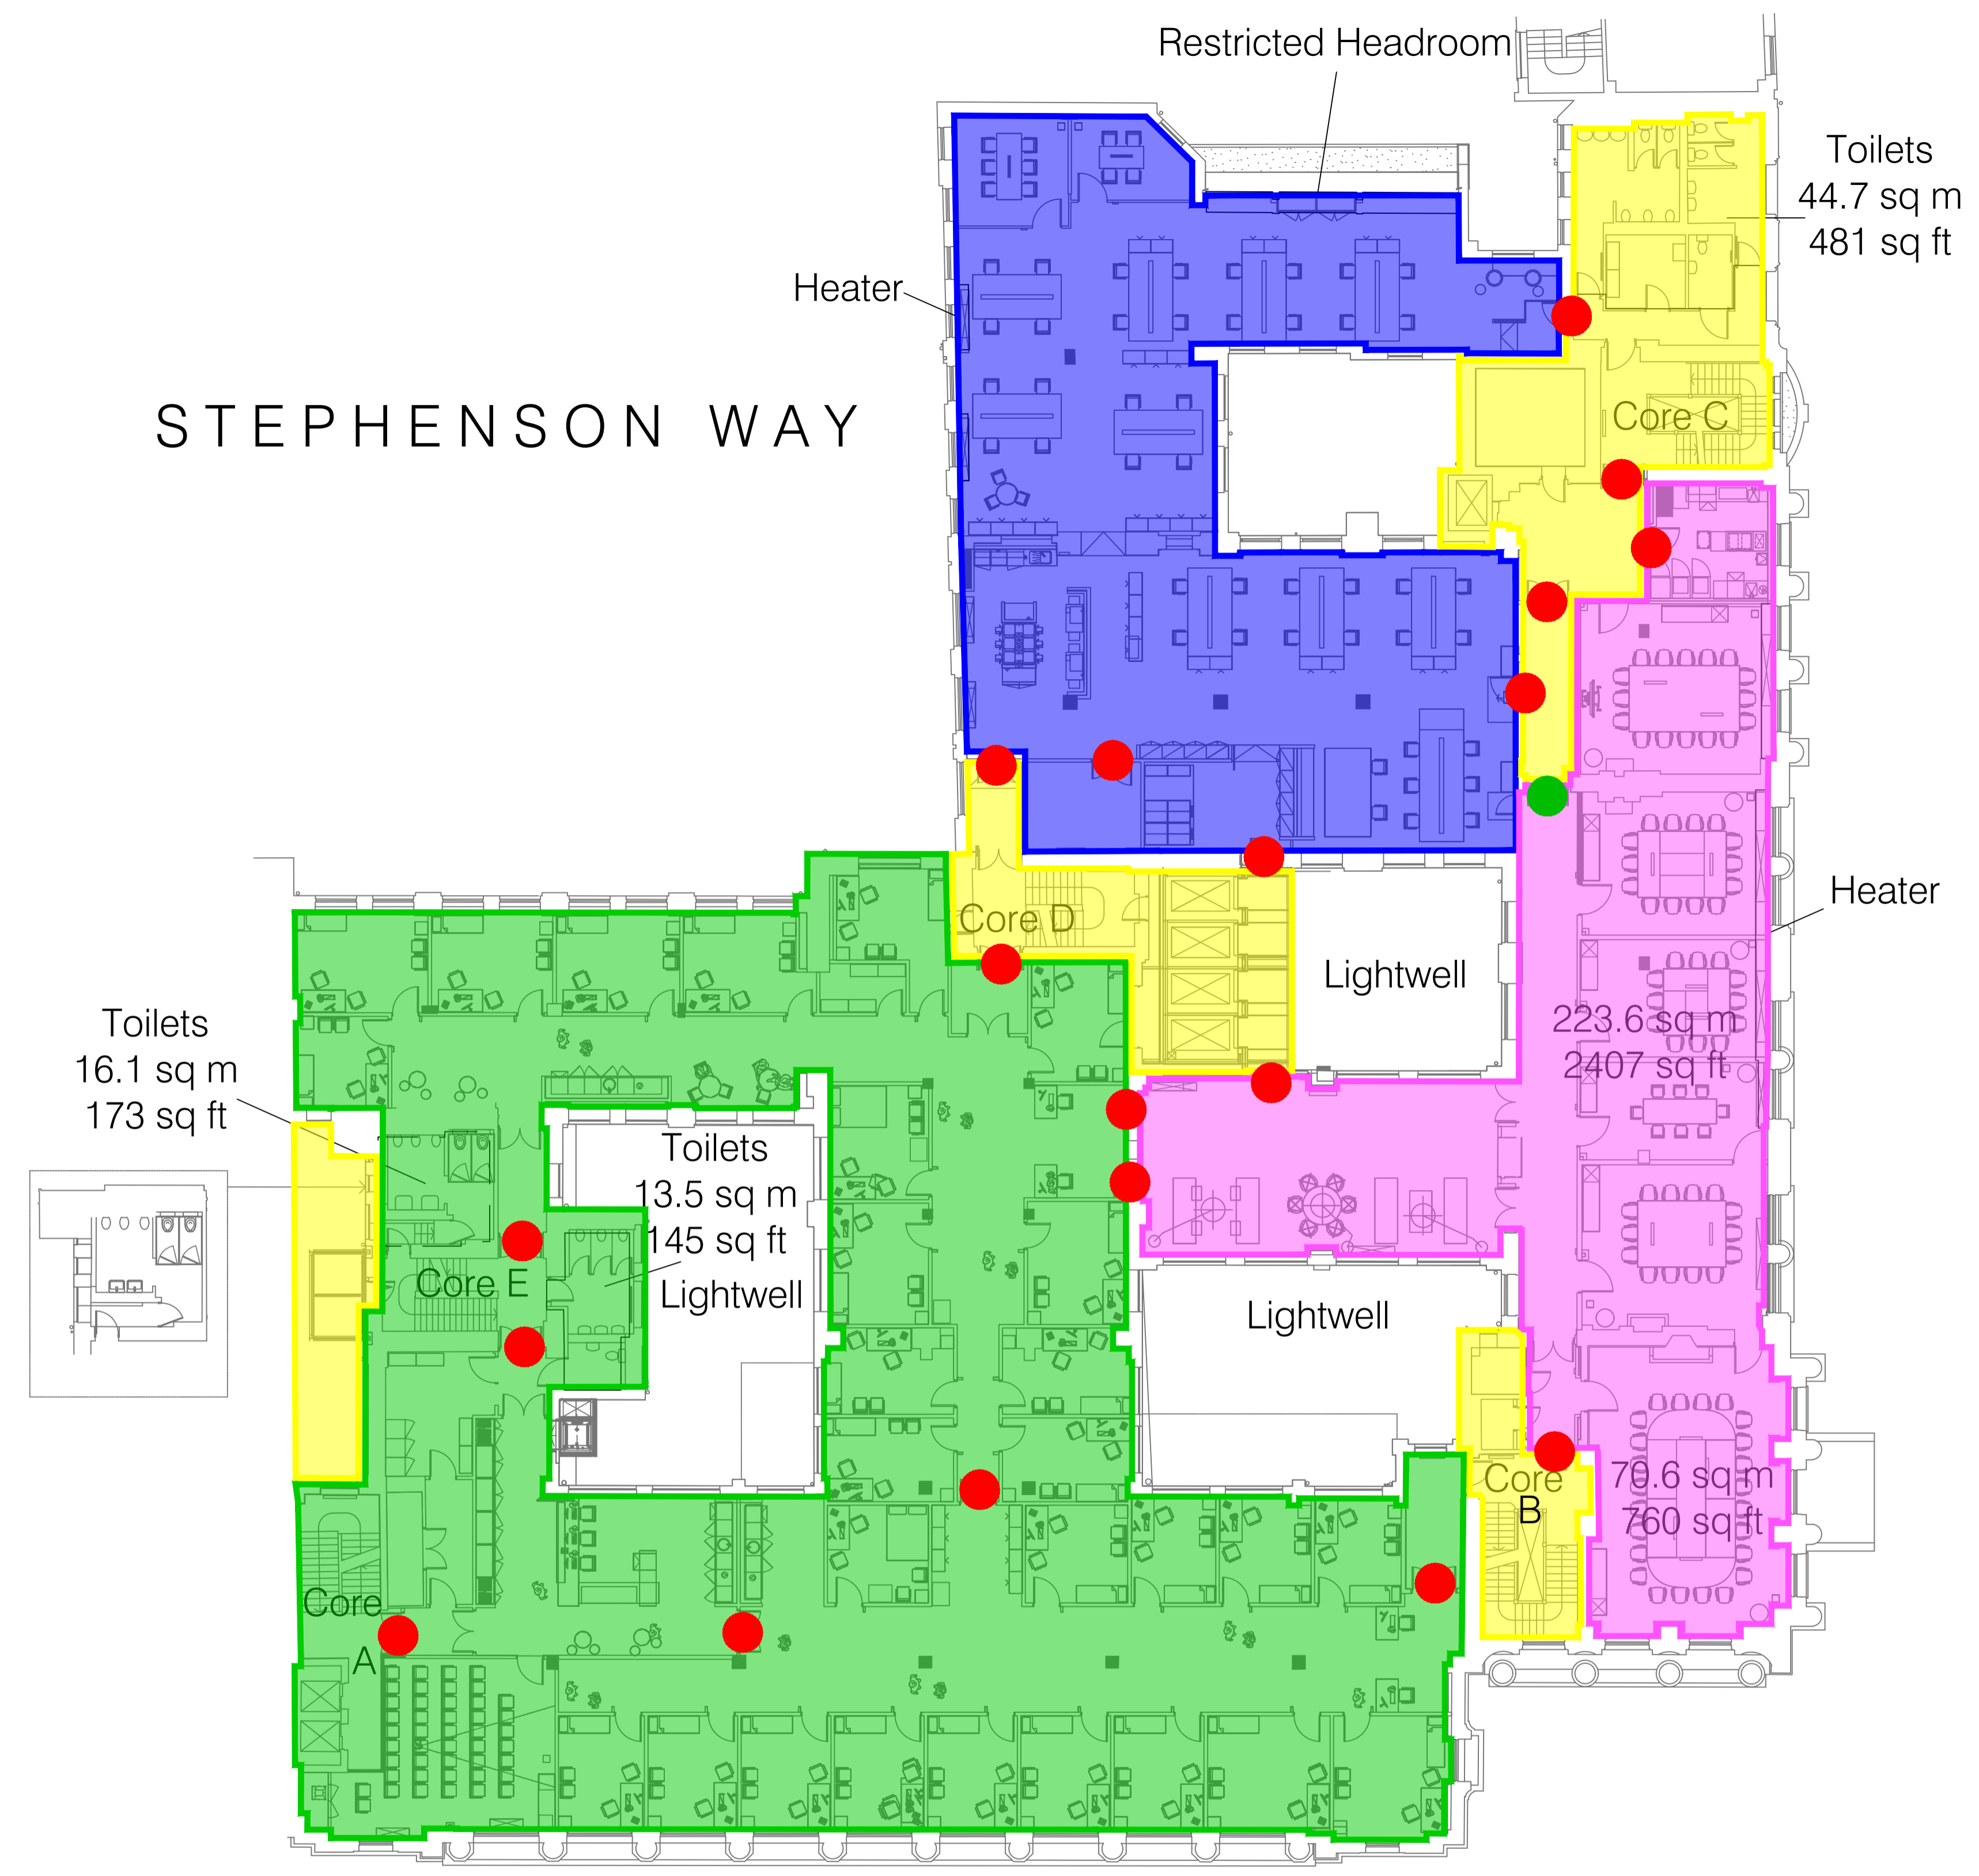 Restricted Headroom
Toilets
44.7 sq m
481 sq ft
Heater
STEPHENSON WAY
Core C
Heater
Core D
Lightwell
Toilets
16.1 sq m
173 sq ft
223.6 sq m
2407 sq ft
Toilets
13.5 sq m
145 sq ft
Lightwell
Core E
Lightwell
Core
B
70.6 sq m
760 sq ft
Core
A